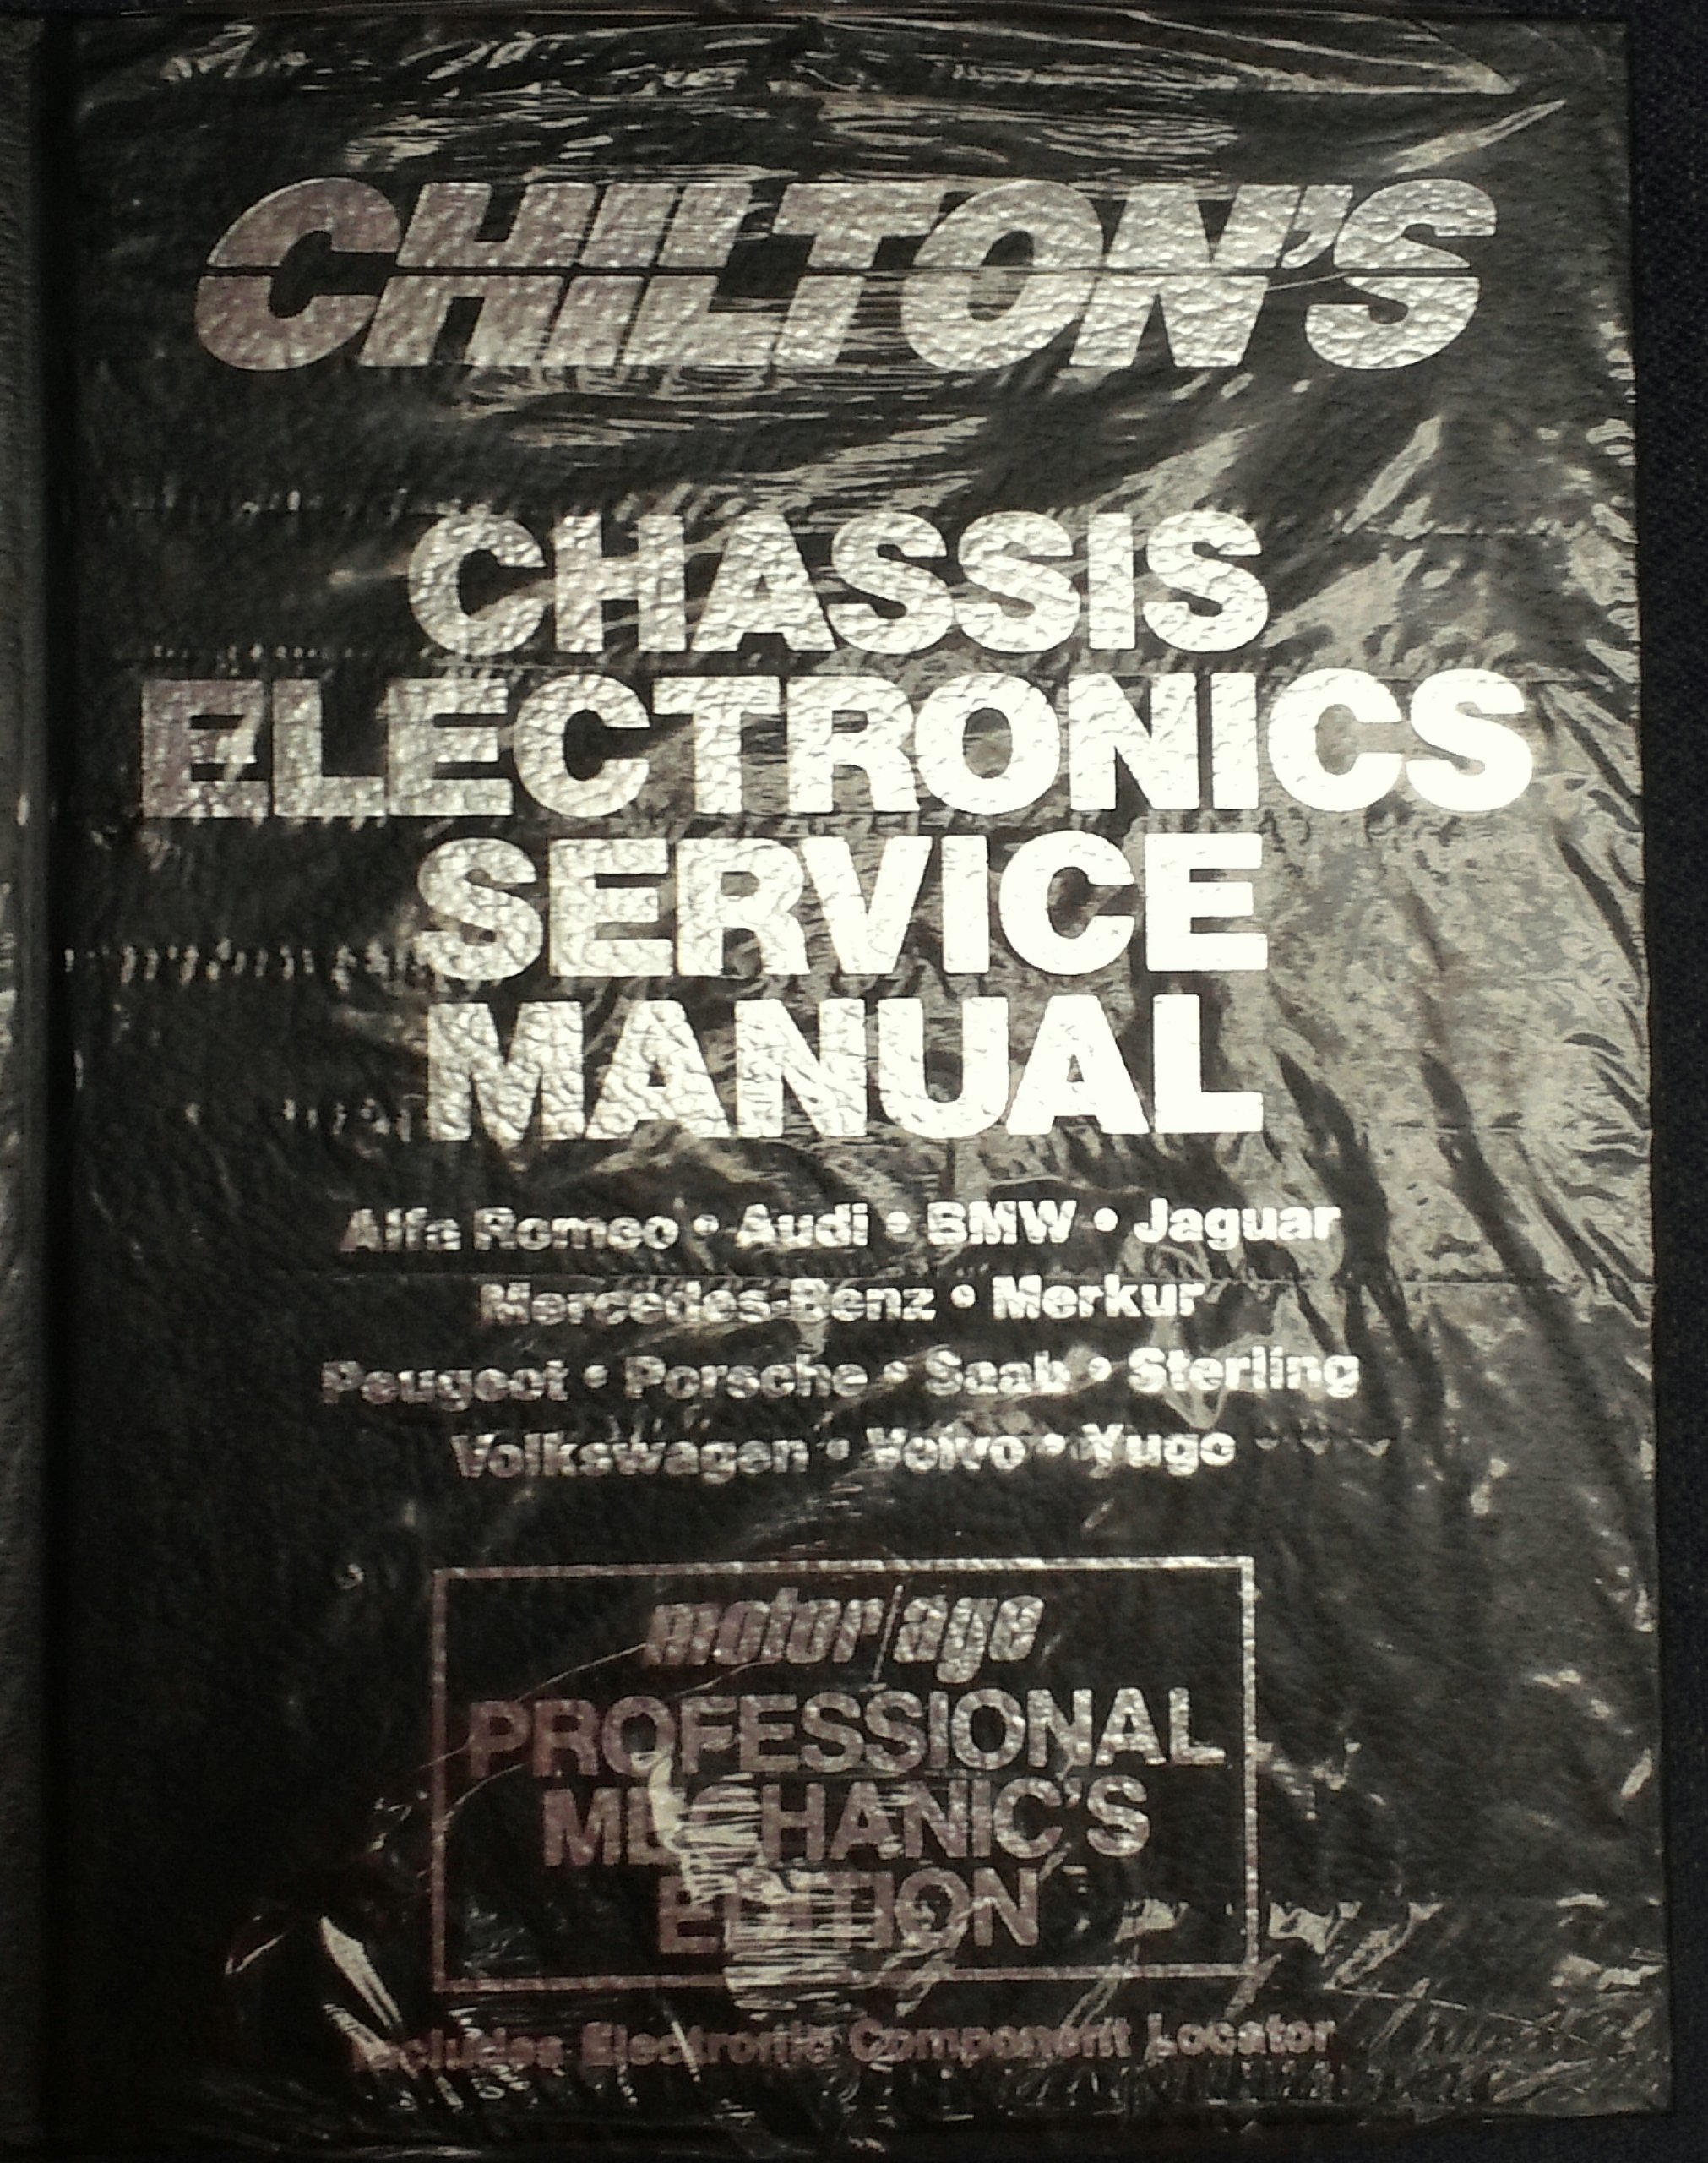 CHILTON'S
CHASSIS
ELECTRONICS
SERVICE
MANUAL
Alfa Romeo • Audi • BMW • Jaguar
Mercedes-Benz • Merkur
Peugeot • Porsche • Saab • Sterling
Volkswagen • Volvo • Yugo
motor/age
PROFESSIONAL
MECHANIC'S
EDITION
Includes Electronic Component Locator